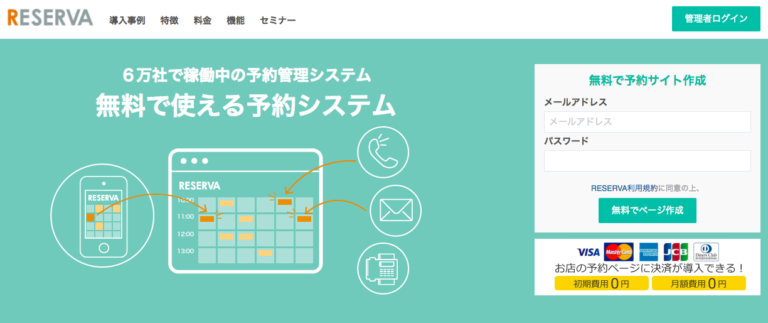 RESERVA
導入事例 特徴 料金 機能 セミナー
管理者ログイン
６万社で稼働中の予約管理システム
無料で使える予約システム
RESERVA
RESERVA
10:00
11:00
12:00
13:00
無料で予約サイト作成
メールアドレス
メールアドレス
パスワード
RESERVA利用規約に同意の上、
無料でページ作成
VISA MasterCard JCB Diners Club
お店の予約ページに決済が導入できる！
初期費用0円 月額費用0円